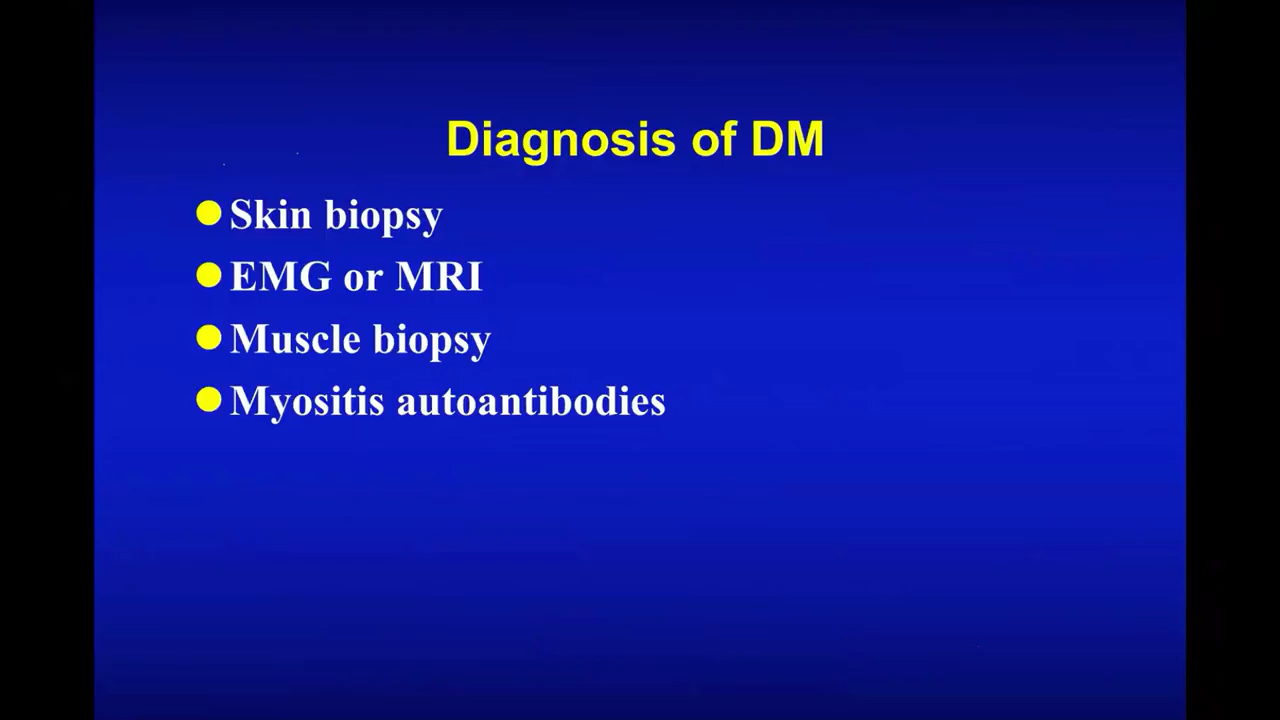 Diagnosis of DM
Skin biopsy
EMG or MRI
Muscle biopsy
Myositis autoantibodies